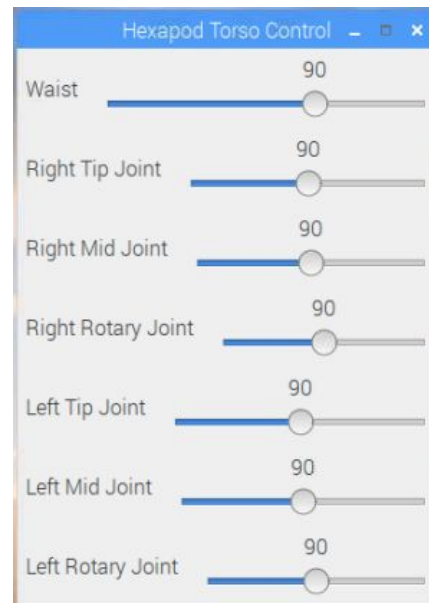 Hexapod Torso Control
90
Waist
90
Right Tip Joint
90
Right Mid Joint
90
Right Rotary Joint
90
Left Tip Joint
90
Left Mid Joint
90
Left Rotary Joint